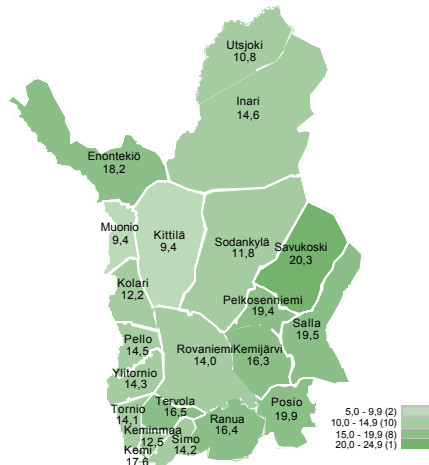 Utsjoki
10,8
Inari
14,6
Enontekiö
18,2
Muonio
9,4
Kittilä
9,4
Sodankylä
11,8
Savukoski
20,3
Kolari
12,2
Pelkosenniemi
19,4
Salla
19,5
Pello
14,5
Rovaniemi
14,0
Kemijärvi
16,3
Ylitornio
14,3
Tornio
14,1
Tervola
16,5
Posio
19,9
Ranua
16,4
Keminmaa
12,5
Simo
14,2
Kemi
17,6
5,0 - 9,9 (2)
10,0 - 14,9 (10)
15,0 - 19,9 (8)
20,0 - 24,9 (1)